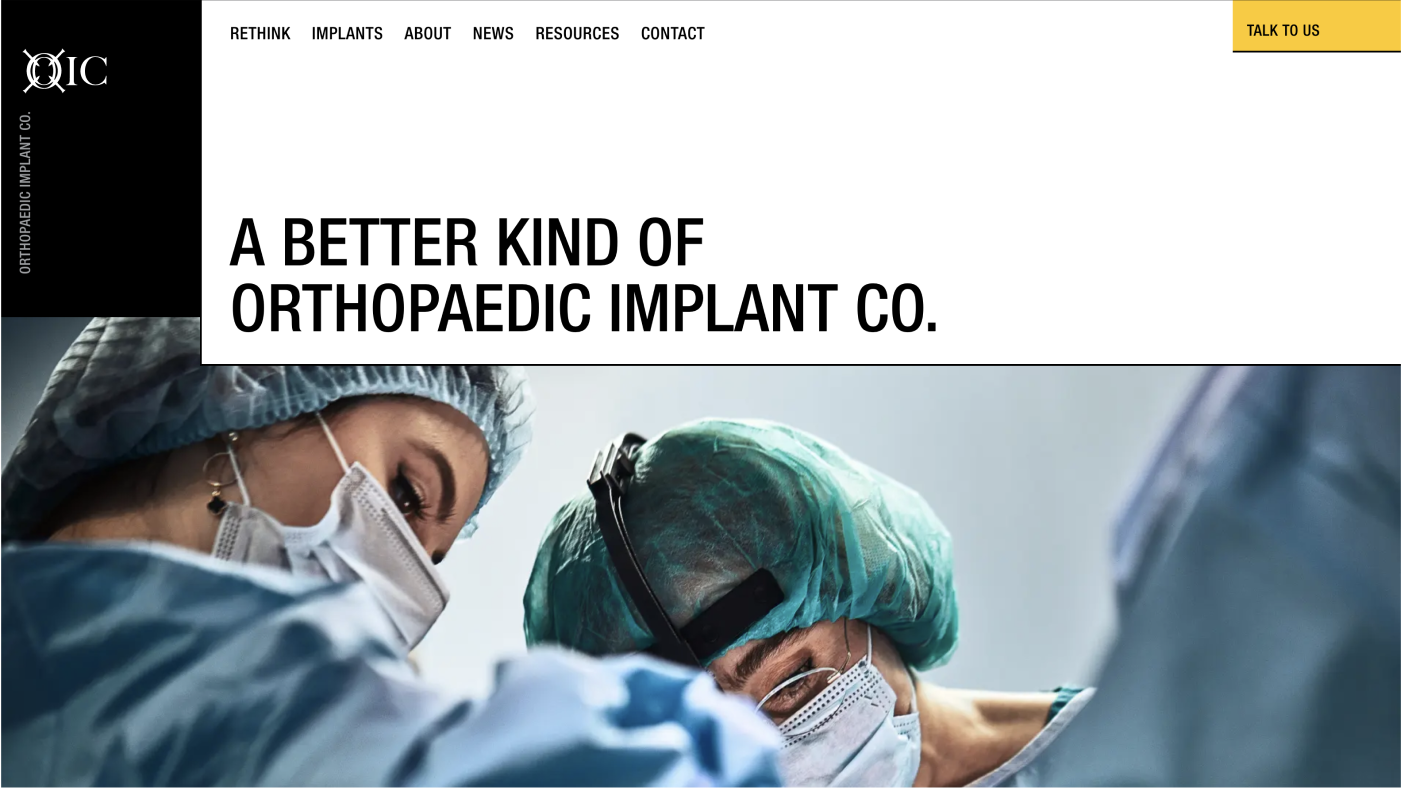 OIC
ORTHOPAEDIC IMPLANT CO.
RETHINK IMPLANTS ABOUT NEWS RESOURCES CONTACT
TALK TO US
A BETTER KIND OF
ORTHOPAEDIC IMPLANT CO.